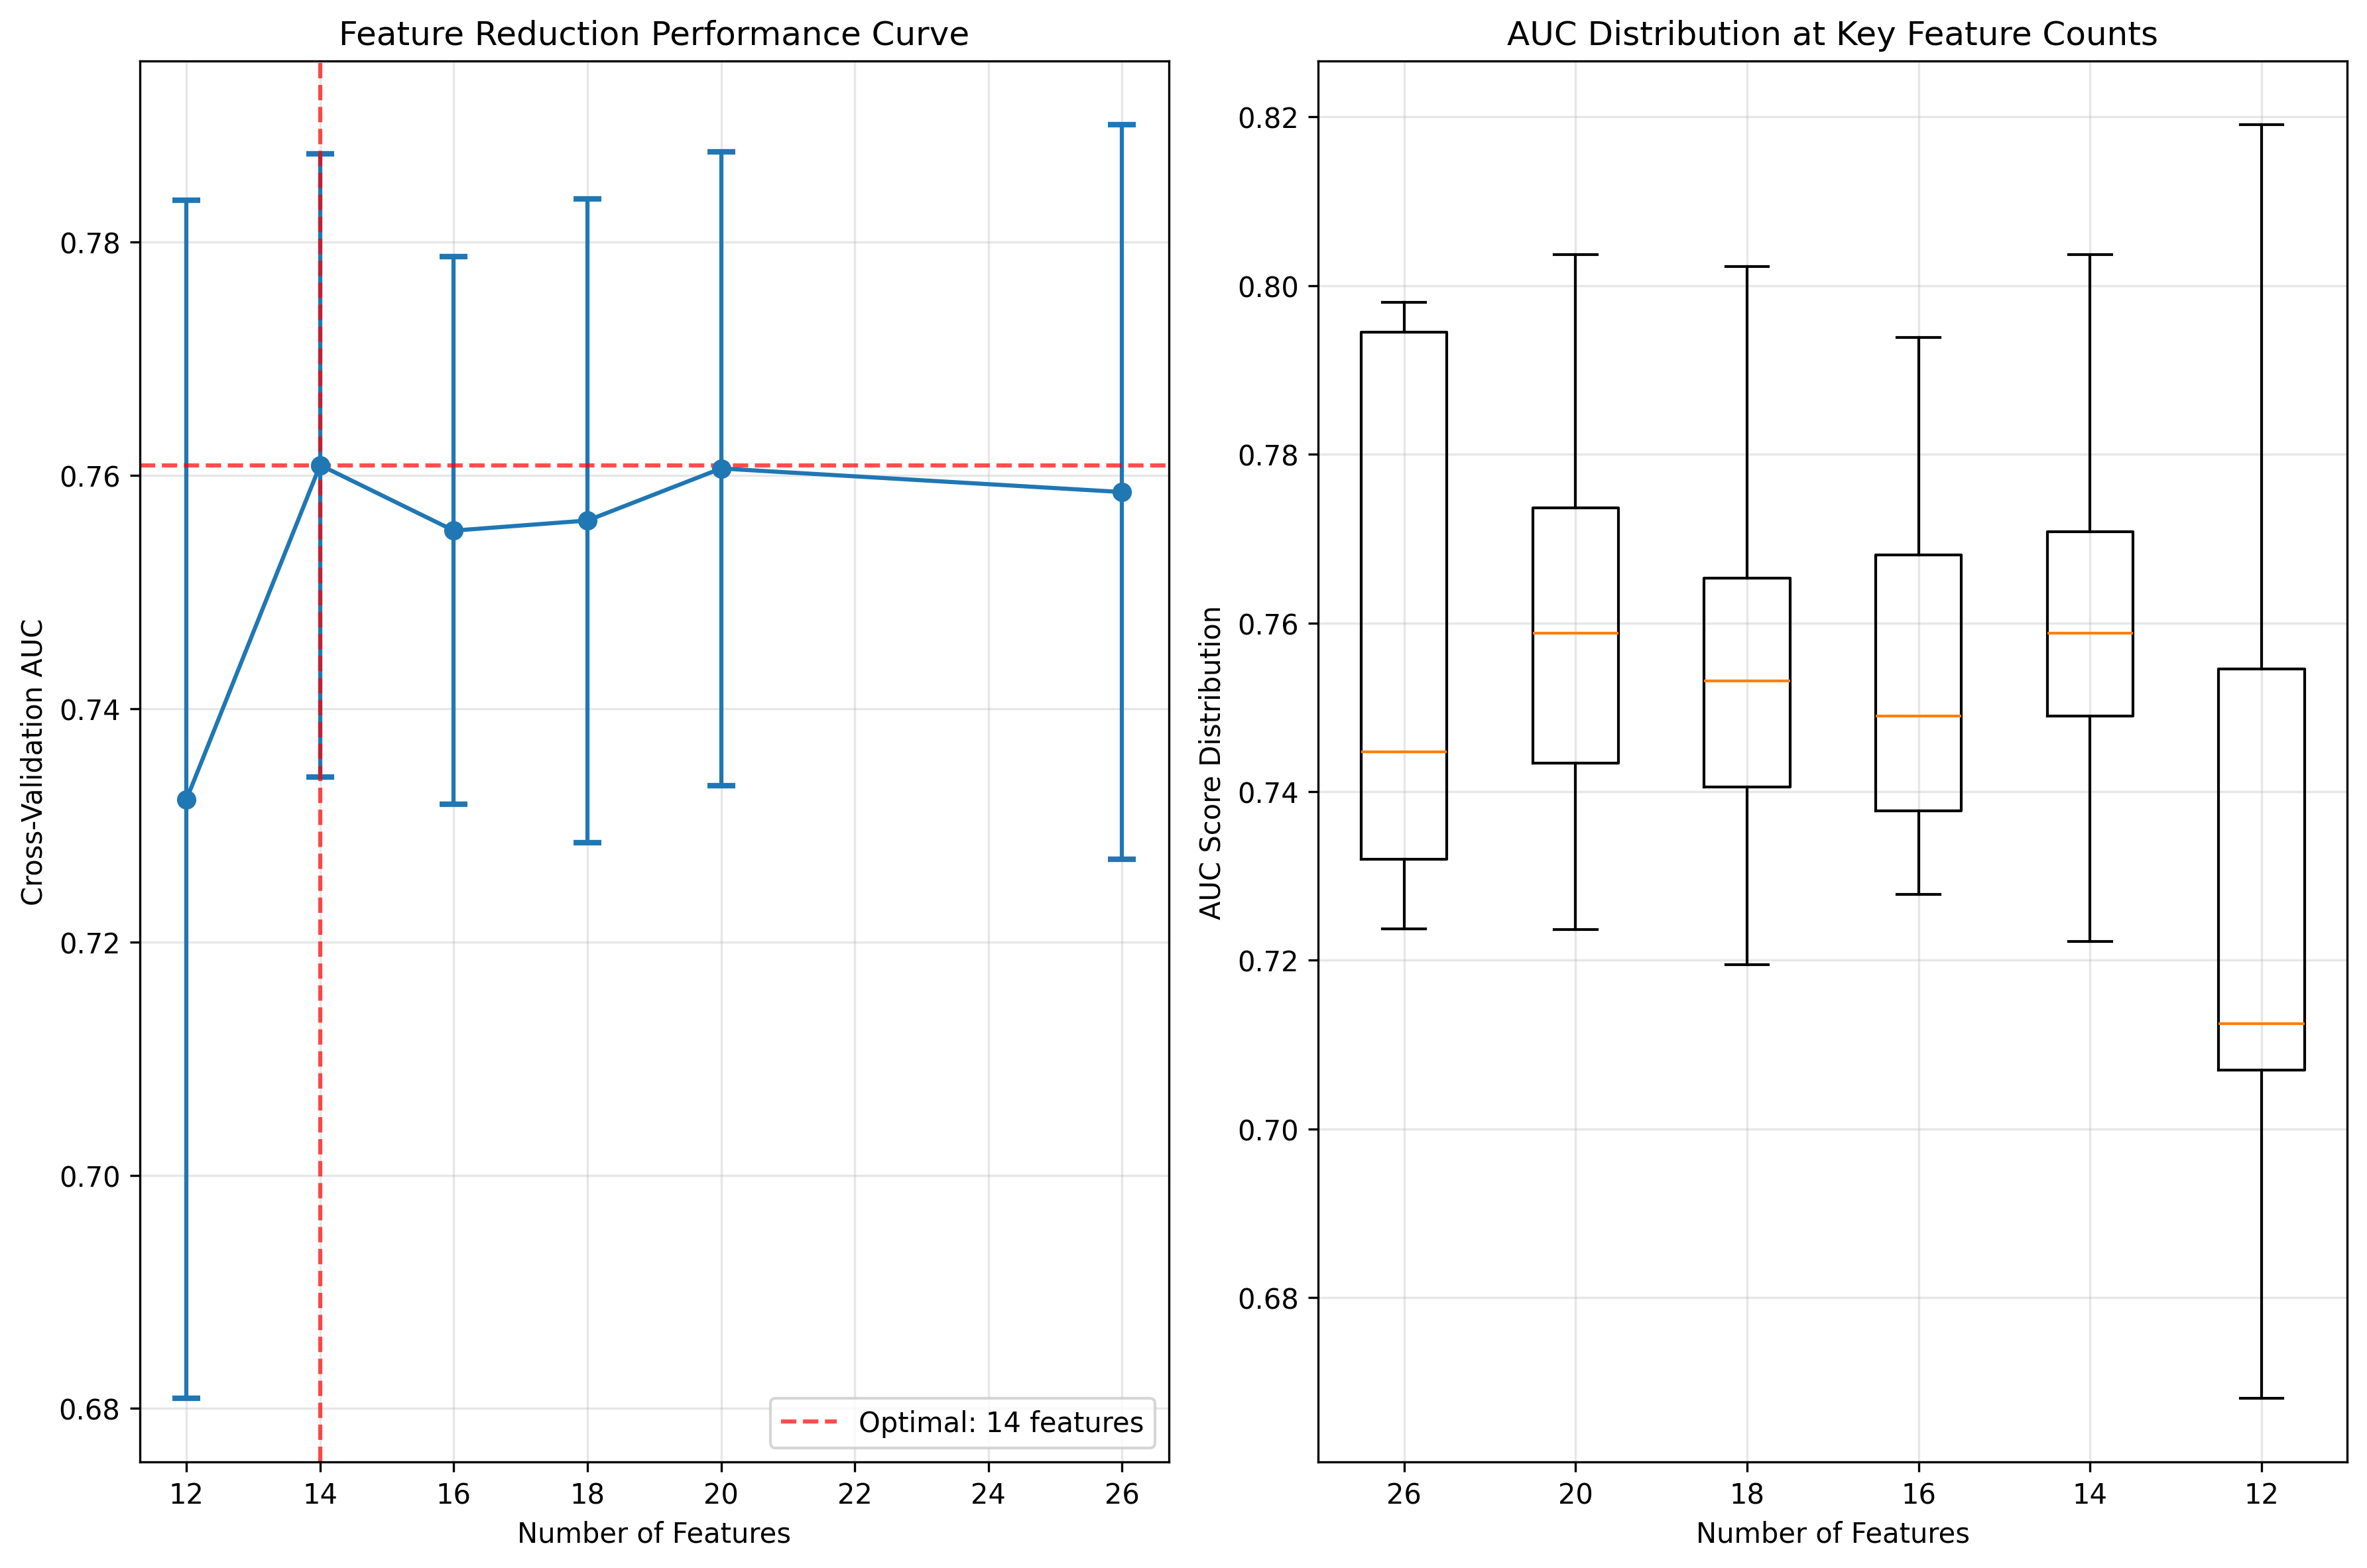 Feature Reduction Performance Curve
Cross-Validation AUC
0.78
0.76
0.74
0.72
0.70
0.68
Optimal: 14 features
12 14 16 18 20 22 24 26
Number of Features
AUC Distribution at Key Feature Counts
AUC Score Distribution
0.82
0.80
0.78
0.76
0.74
0.72
0.70
0.68
26 20 18 16 14 12
Number of Features